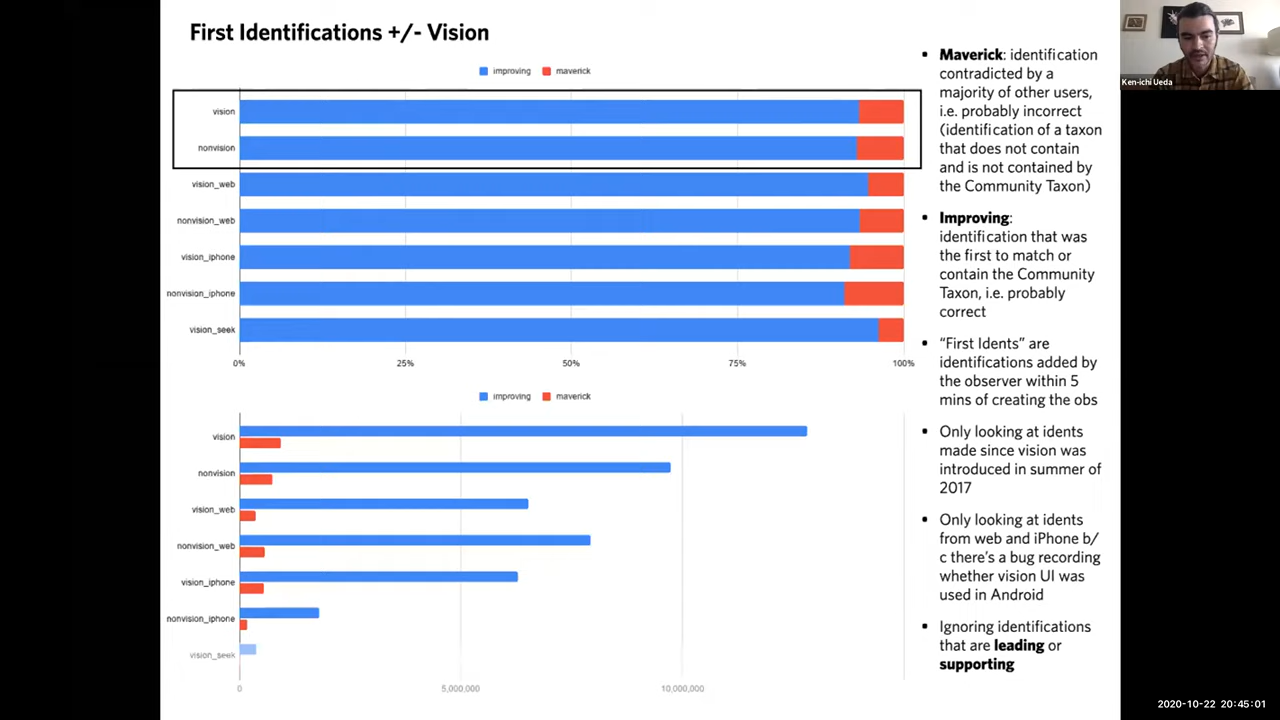 First Identifications +/- Vision
improving maverick
vision
nonvision
vision_web
nonvision_web
vision_iphone
nonvision_iphone
vision_seek
0% 25% 50% 75% 100%
improving maverick
vision
nonvision
vision_web
nonvision_web
vision_iphone
nonvision_iphone
vision_seek
0 5,000,000 10,000,000
• Maverick: identification
contradicted by a
majority of other users,
i.e. probably incorrect
(identification of a taxon
that does not contain
and is not contained by
the Community Taxon)
• Improving:
identification that was
the first to match or
contain the Community
Taxon, i.e. probably
correct
• “First Idents” are
identifications added by
the observer within 5
mins of creating the obs
• Only looking at idents
made since vision was
introduced in summer of
2017
• Only looking at idents
from web and iPhone b/
c there’s a bug recording
whether vision UI was
used in Android
• Ignoring identifications
that are leading or
supporting
Ken-ichi Ueda
2020-10-22 20:45:01